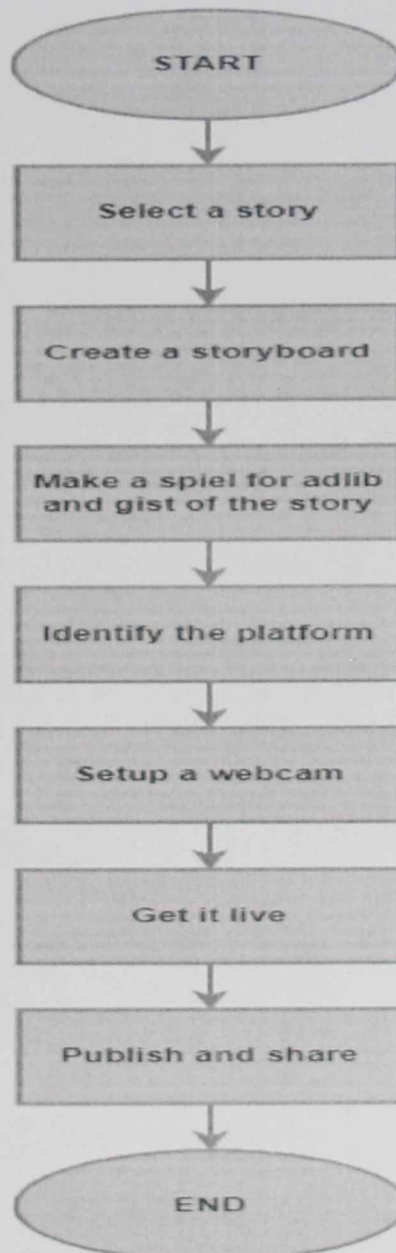 START
Select a story
Create a storyboard
Make a spiel for adlib
and gist of the story
Identify the platform
Setup a webcam
Get it live
Publish and share
END